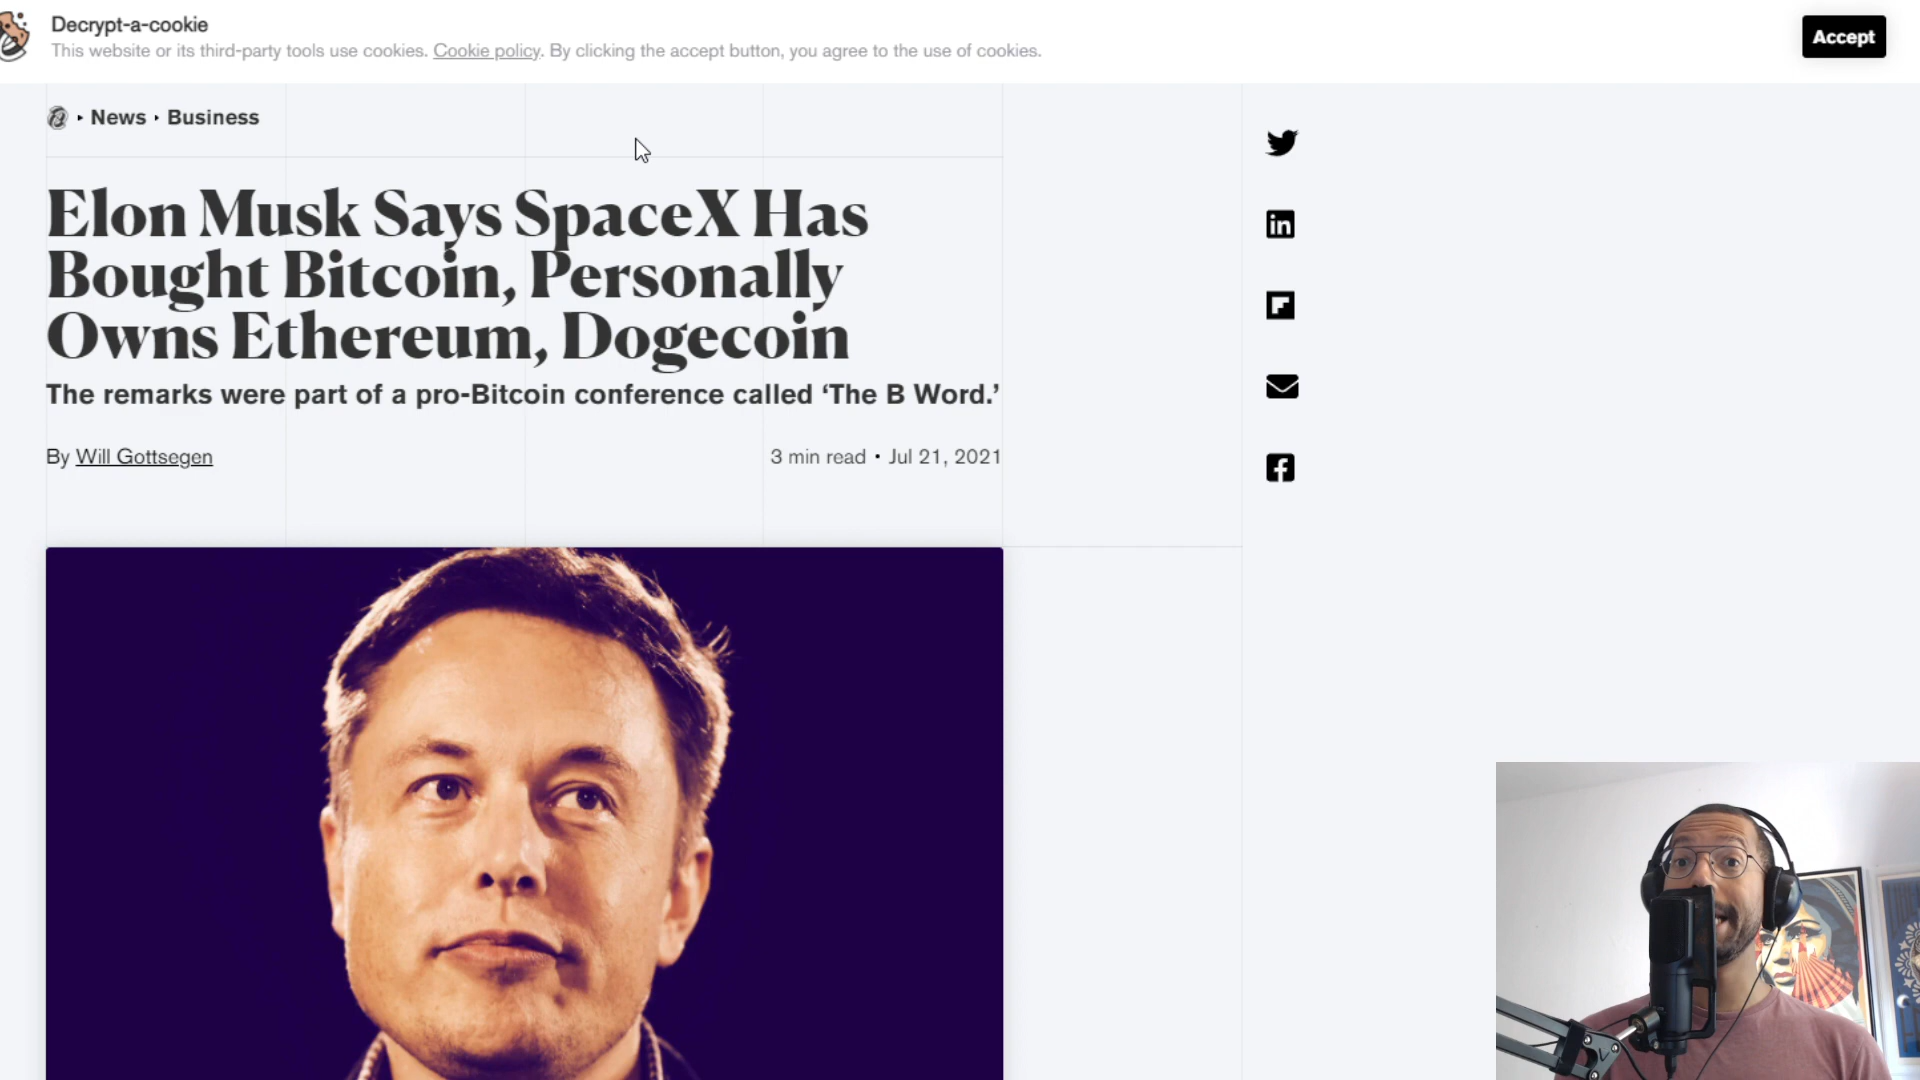 Decrypt-a-cookie
This website or its third-party tools use cookies. Cookie policy. By clicking the accept button, you agree to the use of cookies.
Accept
News • Business
Elon Musk Says SpaceX Has
Bought Bitcoin, Personally
Owns Ethereum, Dogecoin
The remarks were part of a pro-Bitcoin conference called ‘The B Word.’
By Will Gottsegen
3 min read • Jul 21, 2021
in